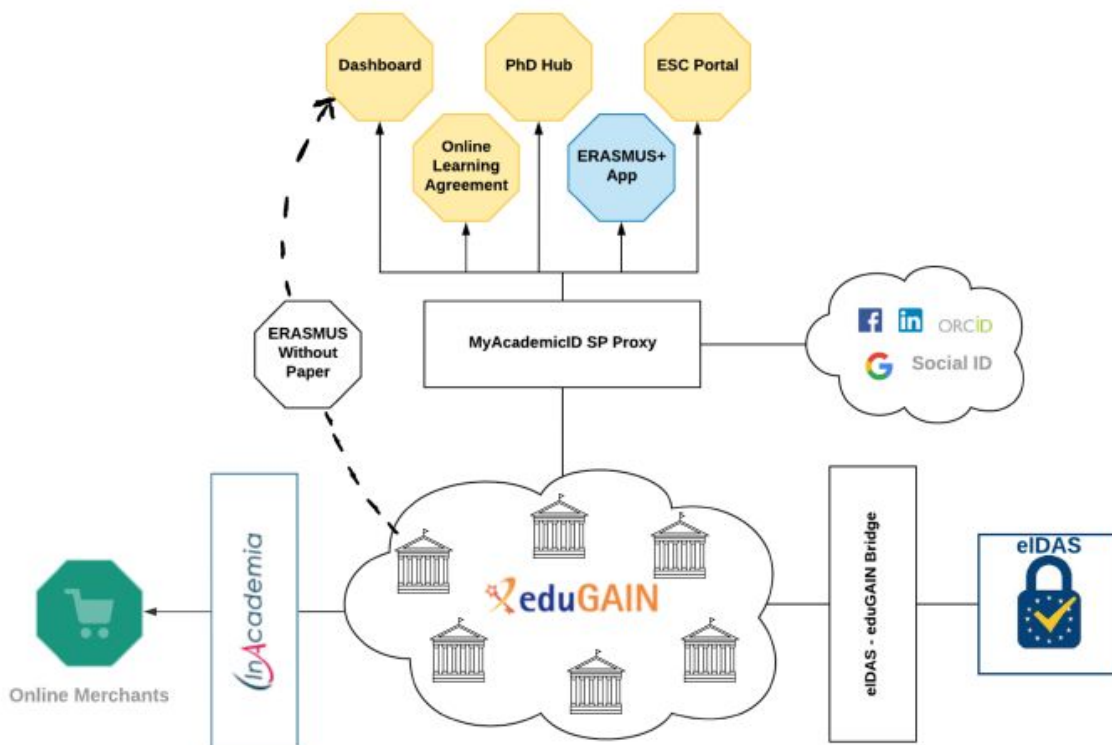 Dashboard
PhD Hub
ESC Portal
Online
Learning
Agreement
ERASMUS+
App
ERASMUS
Without
Paper
MyAcademicID SP Proxy
f
in
ORCID
G
Social ID
eduGAIN
InAcademia
Online Merchants
eIDAS - eduGAIN Bridge
eIDAS